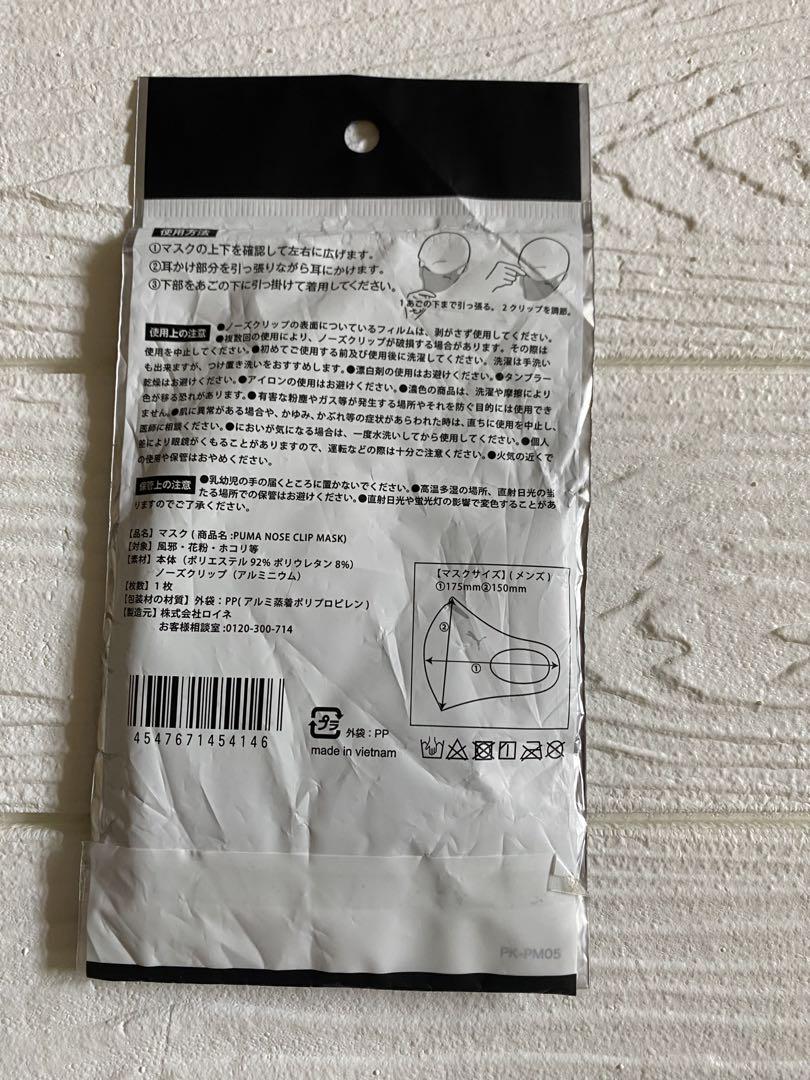 使用方法
①マスクの上下を確認して左右に広げます。
②耳かけ部分を引っ張りながら耳にかけます。
③下部をあごの下に引っ掛けて着用してください。
1 あごの下まで引っ張る。 2 クリップを調節。
使用上の注意 ●ノーズクリップの表面についているフィルムは、剥がさず使用してください。
●複数回の使用により、ノーズクリップが破損する場合があります。その際は
使用を中止してください。●初めてご使用する前及び使用後に洗濯してください。洗濯は手洗い
も出来ますが、つけ置き洗いをおすすめします。●漂白剤の使用はお避けください。●タンブラー
乾燥はお避けください。●アイロンの使用はお避けください。●濃色の商品は、洗濯や摩擦により
色が移る恐れがあります。●有害な粉塵やガス等が発生する場所やそれを防ぐ目的には使用でき
ません。●肌に異常がある場合や、かゆみ、かぶれ等の症状があらわれた時は、直ちに使用を中止し、
医師に相談ください。●においが気になる場合は、一度水洗いしてから使用してください。●個人
差により眼鏡がくもることがありますので、運転などの際は十分ご注意ください。●火気の近くで
の使用や保管はおやめください。
保管上の注意 ●乳幼児の手の届くところに置かないでください。●高温多湿の場所、直射日光の当
たる場所での保管はお避けください。●直射日光や蛍光灯の影響で変色することがあ
りますのでご了承ください。
【品名】マスク ( 商品名 :PUMA NOSE CLIP MASK)
【対象】風邪・花粉・ホコリ等
【素材】本体（ポリエステル 92% ポリウレタン 8%）
ノーズクリップ（アルミニウム）
【枚数】1 枚
【包装材の材質】外袋 : PP( アルミ蒸着ポリプロピレン )
【製造元】株式会社ロイネ
お客様相談室 :0120-300-714
【マスクサイズ】( メンズ )
①175mm②150mm
②
①
4547671454146
プラ 外袋 : PP
made in vietnam
PK-PM05